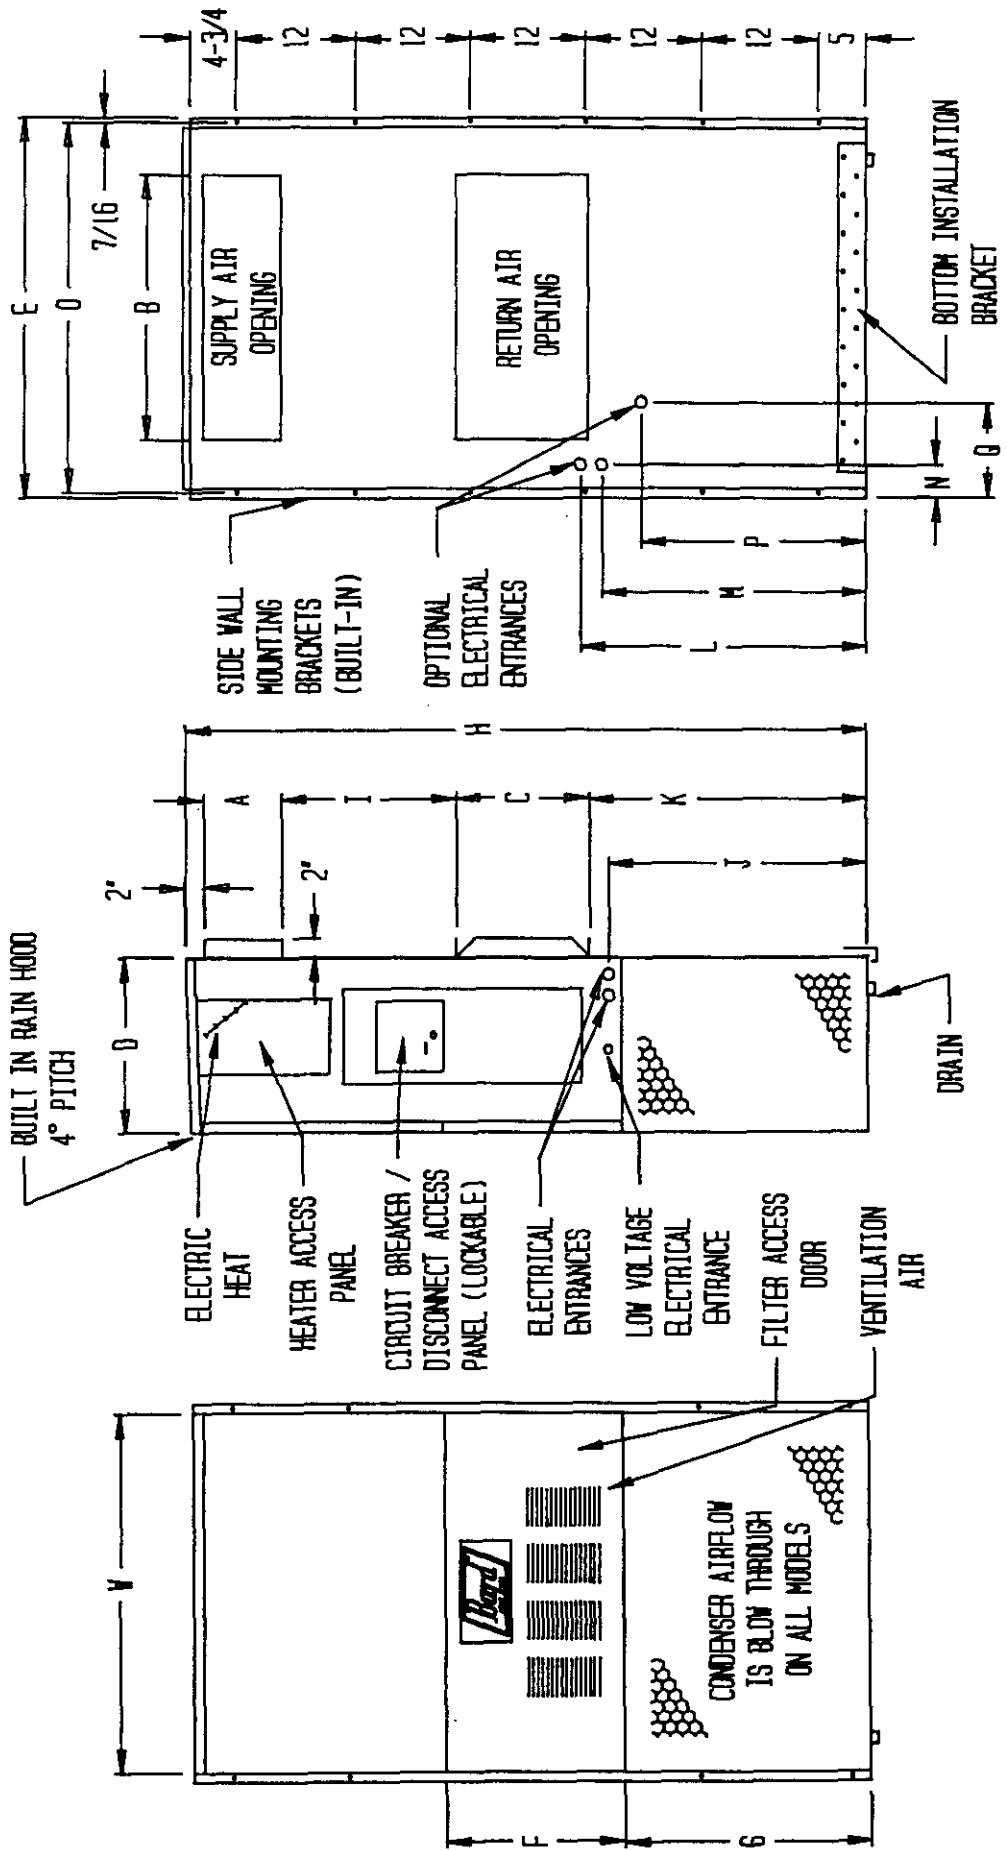 W
F
G
Bard
CONDENSER AIRFLOW
IS BLOW THROUGH
ON ALL MODELS
BUILT IN RAIN HOOD
4° PITCH
ELECTRIC
HEAT
HEATER ACCESS
PANEL
CIRCUIT BREAKER /
DISCONNECT ACCESS
PANEL (LOCKABLE)
ELECTRICAL
ENTRANCES
LOW VOLTAGE
ELECTRICAL
ENTRANCE
FILTER ACCESS
DOOR
VENTILATION
AIR
D
2"
2"
A
I
C
K
J
H
DRAIN
E
O
7/16
B
SUPPLY AIR
OPENING
RETURN AIR
OPENING
SIDE WALL
MOUNTING
BRACKETS
(BUILT-IN)
OPTIONAL
ELECTRICAL
ENTRANCES
L
M
P
N
Q
BOTTOM INSTALLATION
BRACKET
4-3/4
12
12
12
12
12
5